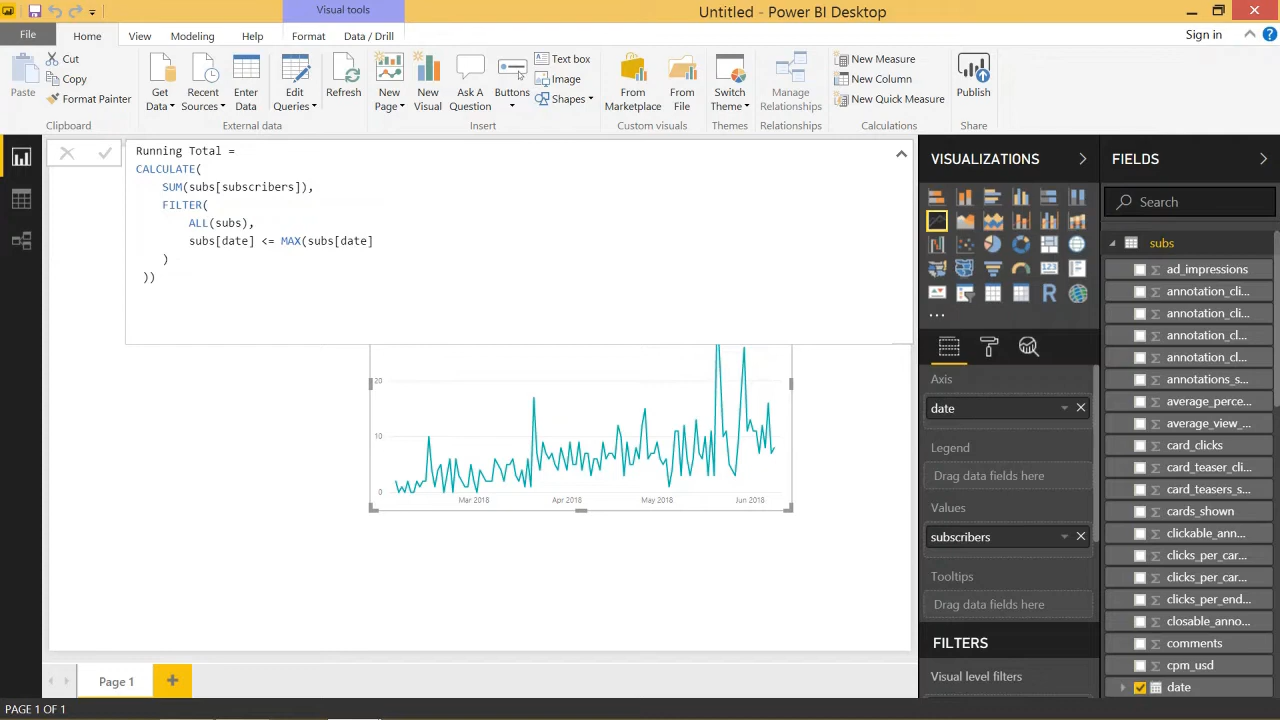 Visual tools
Untitled - Power BI Desktop
File
Home
View
Modeling
Help
Format
Data / Drill
Sign in
Paste
Cut
Copy
Format Painter
Clipboard
Get Data
Recent Sources
Enter Data
Edit Queries
Refresh
External data
New Page
New Visual
Ask A Question
Buttons
Text box
Image
Shapes
Insert
From Marketplace
From File
Custom visuals
Switch Theme
Themes
Manage Relationships
Relationships
New Measure
New Column
New Quick Measure
Calculations
Publish
Share
Running Total =
CALCULATE(
SUM(subs[subscribers]),
FILTER(
ALL(subs),
subs[date] <= MAX(subs[date]
)
))
20
10
0
Mar 2018
Apr 2018
May 2018
Jun 2018
VISUALIZATIONS
123
R
Axis
date
Legend
Drag data fields here
Values
subscribers
Tooltips
Drag data fields here
FILTERS
Visual level filters
FIELDS
Search
subs
ad_impressions
annotation_cli...
annotation_cl...
annotation_cl...
annotation_cl...
annotations_s...
average_perce...
average_view_...
card_clicks
card_teaser_cli...
card_teasers_s...
cards_shown
clickable_ann...
clicks_per_car...
clicks_per_car...
clicks_per_end...
closable_anno...
comments
cpm_usd
date
Page 1
PAGE 1 OF 1